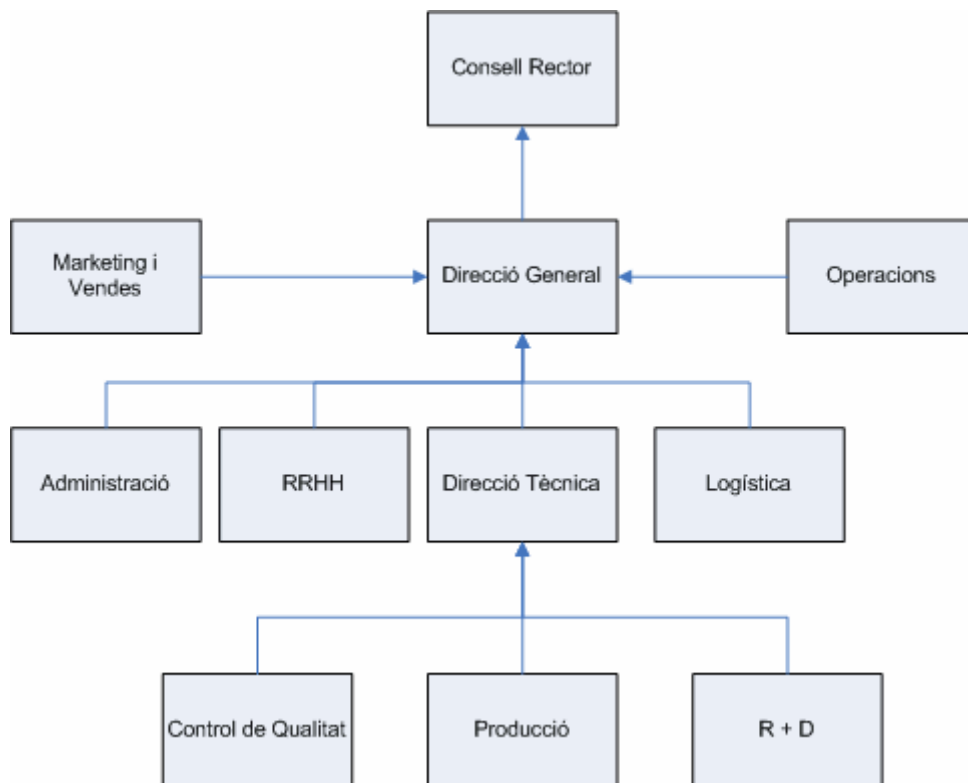 Consell Rector
Marketing i
Vendes
Direcció General
Operacions
Administració
RRHH
Direcció Tècnica
Logística
Control de Qualitat
Producció
R + D